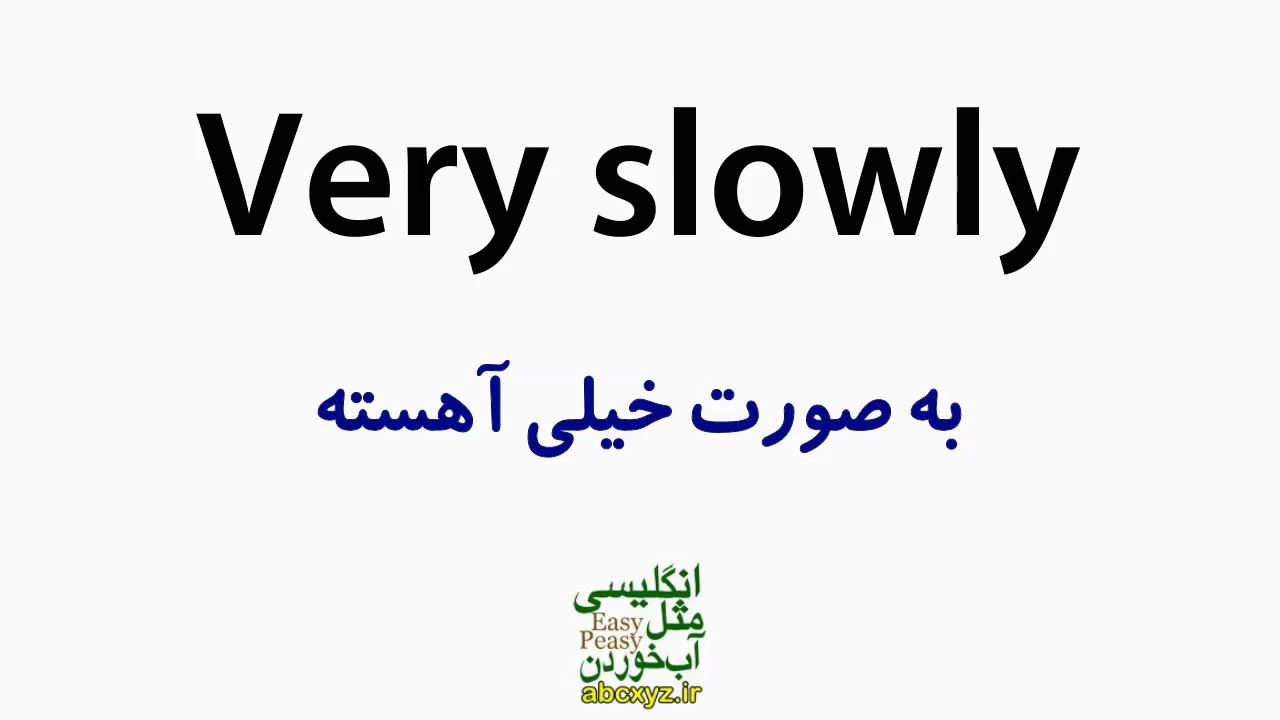 Very slowly
به صورت خیلی آهسته
انگلیسی
مثل
Easy
Peasy
آب‌خوردن
abcxyz.ir